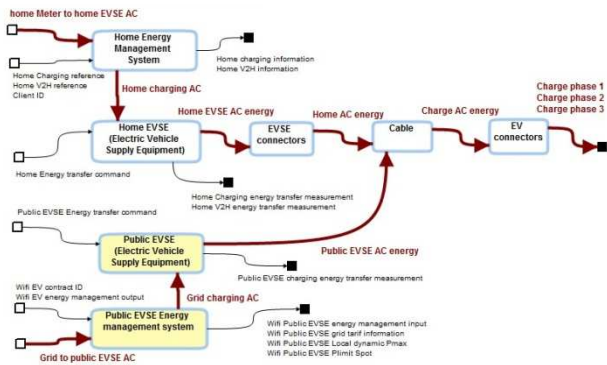 home Meter to home EVSE AC
Home Energy
Management
System
Home charging information
Home V2H information
Home Charging reference
Home V2H reference
Client ID
Home charging AC
Home EVSE
(Electric Vehicle
Supply Equipment)
Home EVSE AC energy
EVSE
connectors
Home AC energy
Cable
Charge AC energy
EV
connectors
Charge phase 1
Charge phase 2
Charge phase 3
Home Energy transfer command
Home Charging energy transfer measurement
Home V2H energy transfer measurement
Public EVSE Energy transfer command
Public EVSE
(Electric Vehicle
Supply Equipment)
Public EVSE AC energy
Public EVSE charging energy transfer measurement
Wifi EV contract ID
Wifi EV energy management output
Grid charging AC
Public EVSE Energy
management system
Wifi Public EVSE energy management input
Wifi Public EVSE grid tarif information
Wifi Public EVSE Local dynamic Pmax
Wifi Public EVSE Plimit Spot
Grid to public EVSE AC